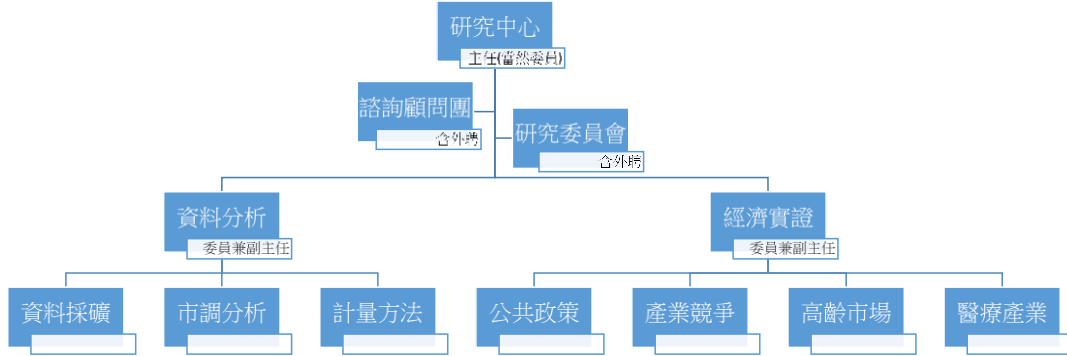 研究中心
主任(當然委員)
諮詢顧問團
含外聘
研究委員會
含外聘
資料分析
委員兼副主任
經濟實證
委員兼副主任
資料採礦
市調分析
計量方法
公共政策
產業競爭
高齡市場
醫療產業